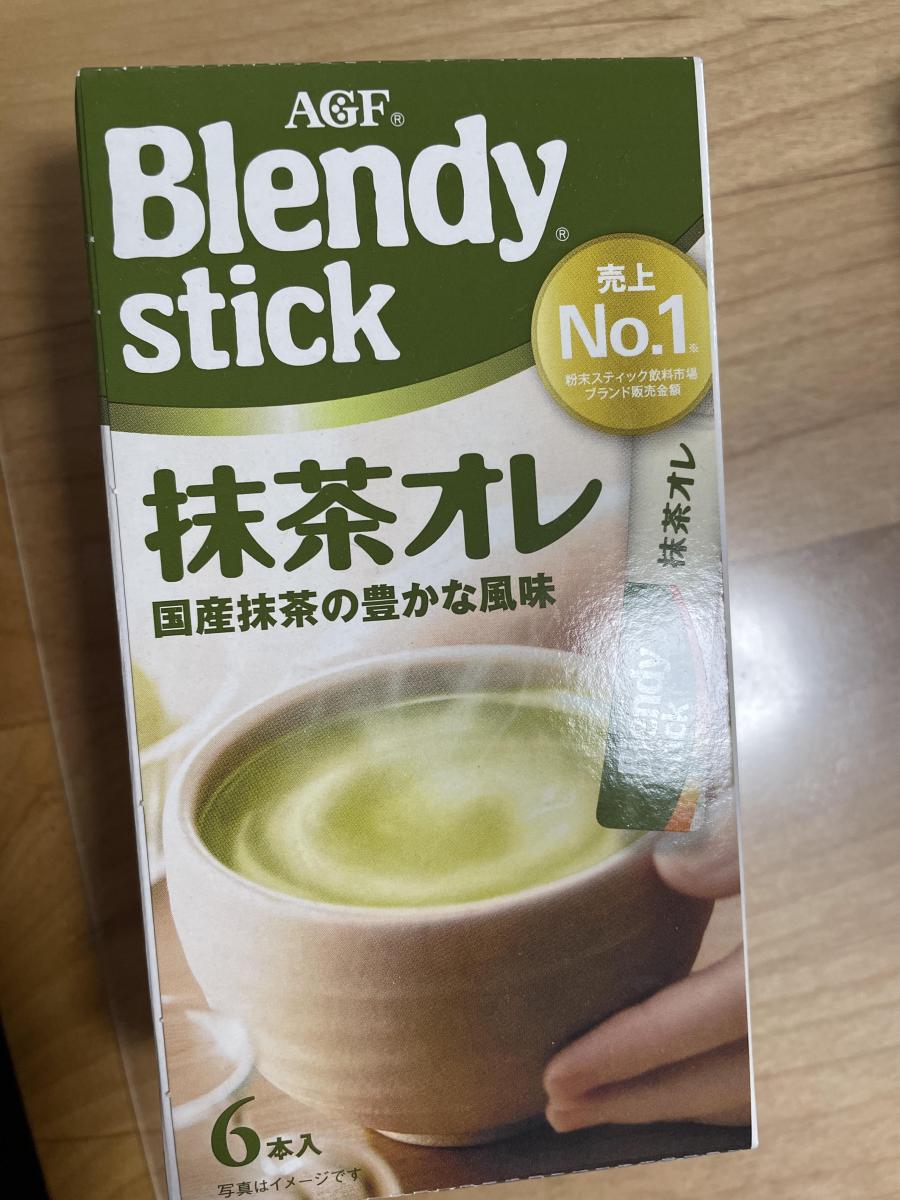 AGF®
Blendy®
stick
売上
No.1※
粉末スティック飲料市場
ブランド販売金額
抹茶オレ
国産抹茶の豊かな風味
抹茶オレ
6本入
写真はイメージです